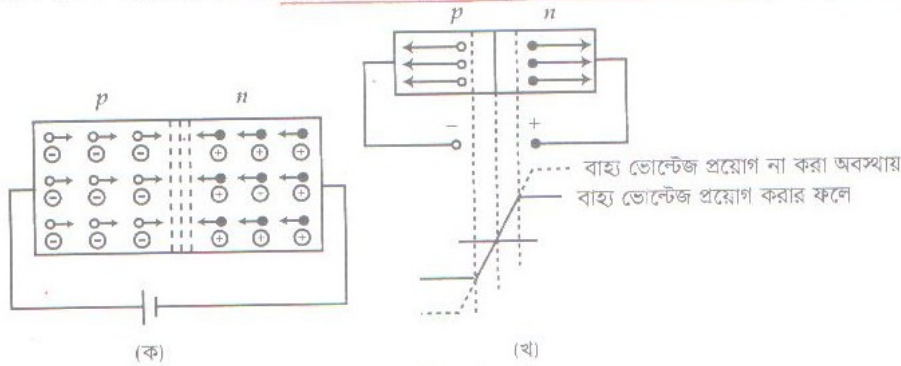 p n
p n
− +
বাহ্য ভোল্টেজ প্রয়োগ না করা অবস্থায়
বাহ্য ভোল্টেজ প্রয়োগ করার ফলে
⊖ ⊖ ⊖ ⊕ ⊕ ⊕
⊖ ⊖ ⊖ ⊕ ⊖ ⊕
⊖ ⊖ ⊖ ⊕ ⊕ ⊕
(ক) (খ)